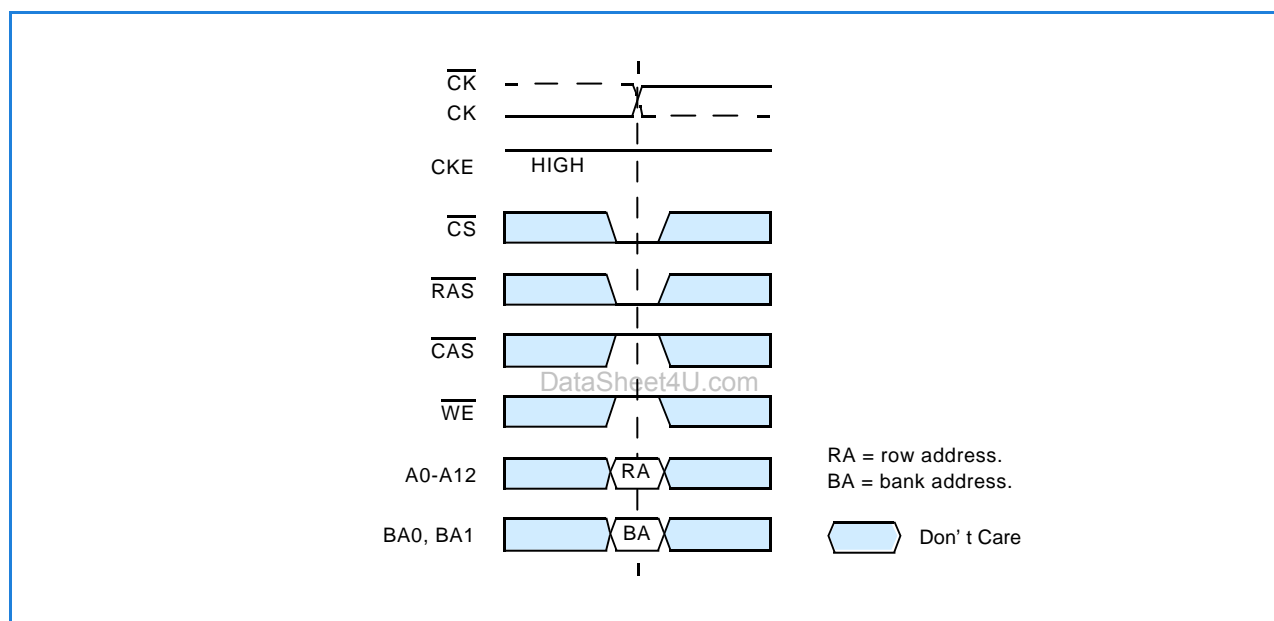 CK
CK
CKE HIGH
CS
RAS
CAS
DataSheet4U.com
WE
A0-A12 RA
BA0, BA1 BA
RA = row address.
BA = bank address.
Don' t Care